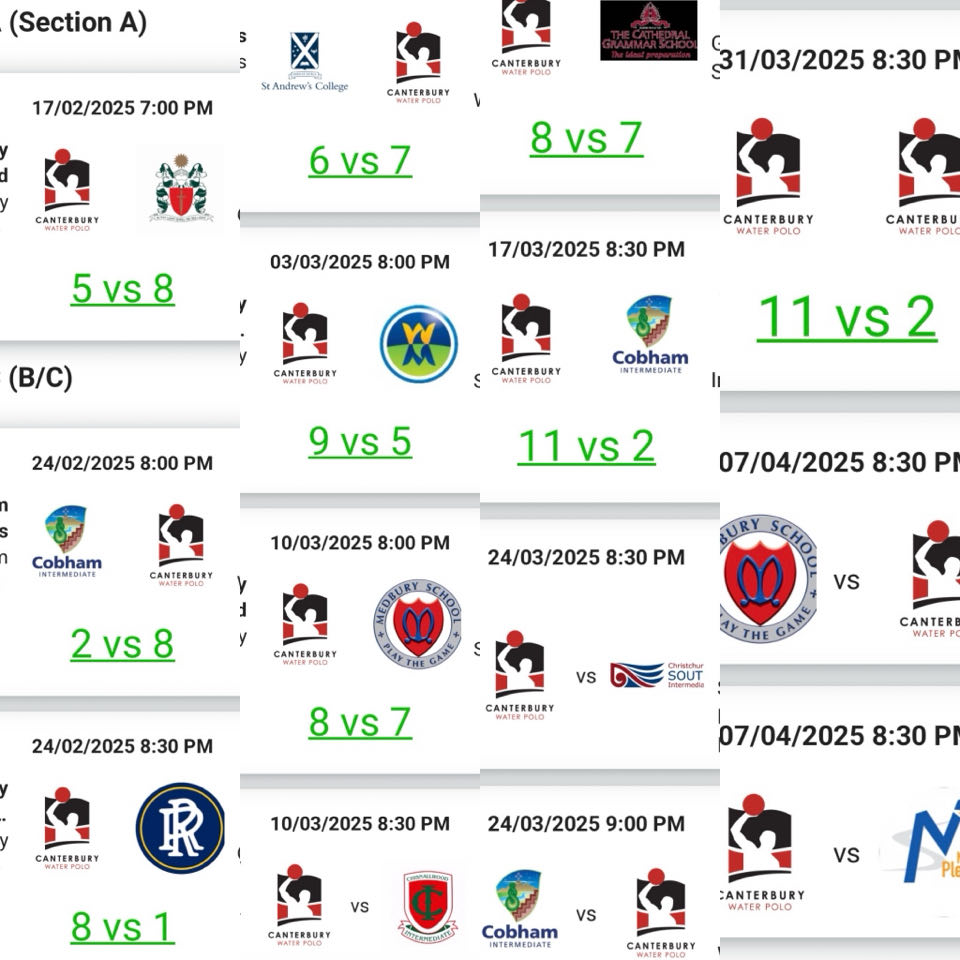 (Section A)
17/02/2025 7:00 PM
y
d
y
CANTERBURY
WATER POLO
5 vs 8
(B/C)
24/02/2025 8:00 PM
s
Cobham
INTERMEDIATE
CANTERBURY
WATER POLO
2 vs 8
24/02/2025 8:30 PM
y
..
y
CANTERBURY
WATER POLO
RR
8 vs 1
s
s
St Andrew's College
CANTERBURY
WATER POLO
6 vs 7
03/03/2025 8:00 PM
y
.
y
CANTERBURY
WATER POLO
9 vs 5
10/03/2025 8:00 PM
y
d
y
CANTERBURY
WATER POLO
MEDBURY SCHOOL
PLAY THE GAME
8 vs 7
10/03/2025 8:30 PM
CANTERBURY
WATER POLO
vs
CHISNALLWOOD
INTERMEDIATE
CANTERBURY
WATER POLO
THE CATHEDRAL
GRAMMAR SCHOOL
The ideal preparation
8 vs 7
17/03/2025 8:30 PM
CANTERBURY
WATER POLO
Cobham
INTERMEDIATE
11 vs 2
24/03/2025 8:30 PM
CANTERBURY
WATER POLO
vs
Christchur
SOUT
Intermedia
24/03/2025 9:00 PM
Cobham
INTERMEDIATE
vs
CANTERBURY
WATER POLO
31/03/2025 8:30 PM
CANTERBURY
WATER POLO
CANTERBU
WATER POL
11 vs 2
07/04/2025 8:30 PM
BURY SCHOOL
AY THE GAME
vs
CANTERB
WATER PO
07/04/2025 8:30 PM
CANTERBURY
WATER POLO
vs
Ple